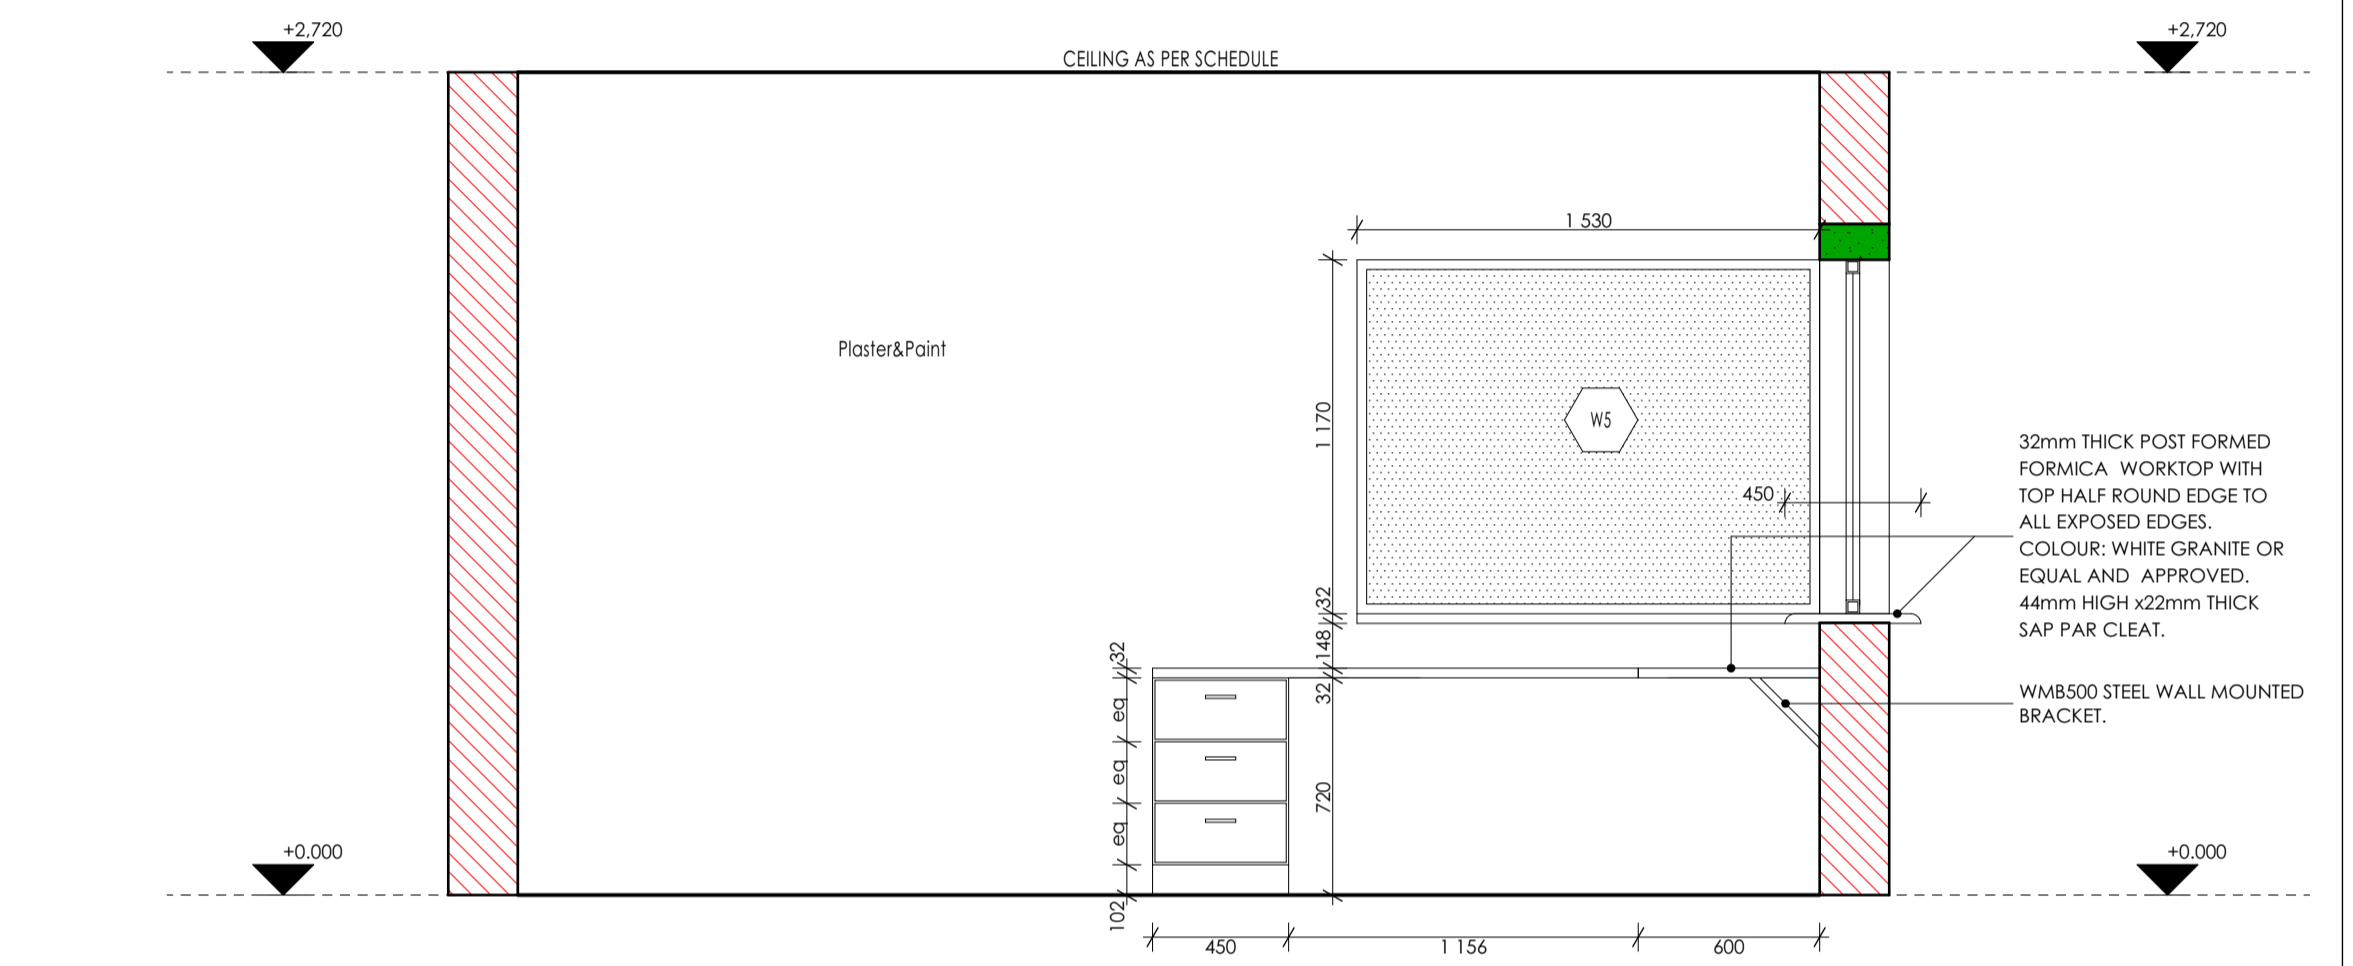 +2,720
+2,720
CEILING AS PER SCHEDULE
1 530
Plaster&Paint
1 170
W5
450
32mm THICK POST FORMED
FORMICA WORKTOP WITH
TOP HALF ROUND EDGE TO
ALL EXPOSED EDGES.
COLOUR: WHITE GRANITE OR
EQUAL AND APPROVED.
44mm HIGH x22mm THICK
SAP PAR CLEAT.
32
148
32
32
WMB500 STEEL WALL MOUNTED
BRACKET.
eq
eq
eq
720
+0.000
+0.000
102
450
1 156
600